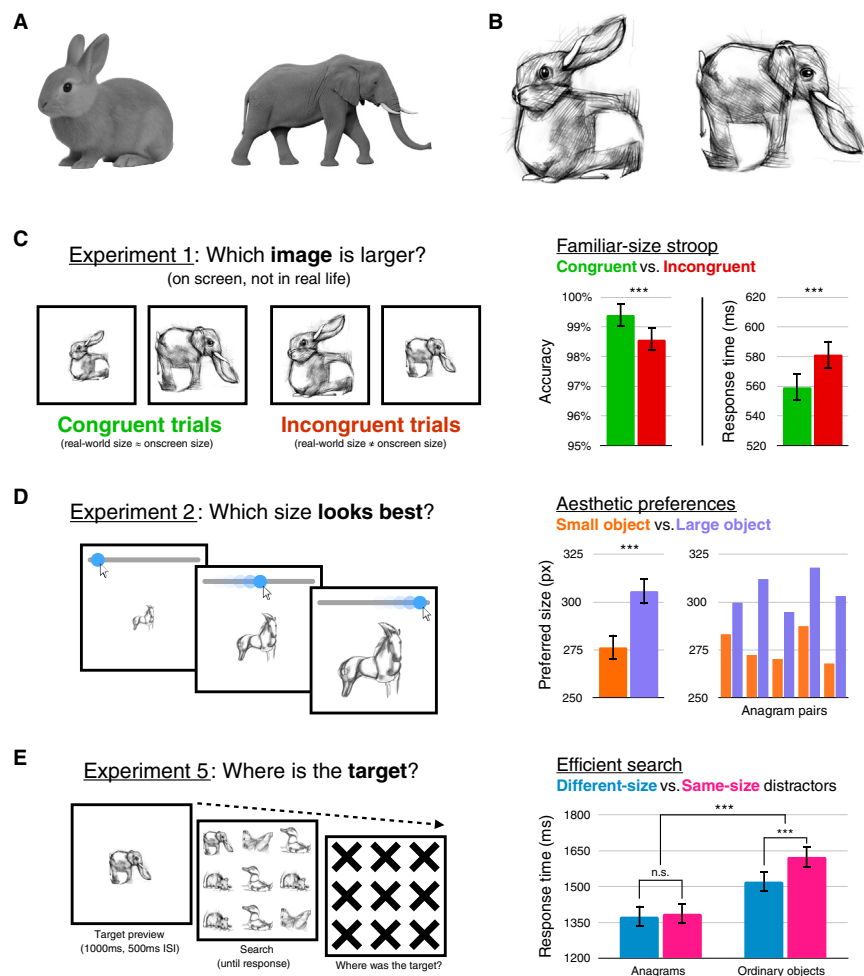 A
B
C
Experiment 1: Which image is larger?
(on screen, not in real life)
Congruent trials
(real-world size ≈ onscreen size)
Incongruent trials
(real-world size ≠ onscreen size)
Familiar-size stroop
Congruent vs. Incongruent
Accuracy
100%
99%
98%
97%
96%
95%
***
Response time (ms)
620
600
580
560
540
520
***
D
Experiment 2: Which size looks best?
Aesthetic preferences
Small object vs. Large object
Preferred size (px)
325
300
275
250
***
325
300
275
250
Anagram pairs
E
Experiment 5: Where is the target?
Target preview
(1000ms, 500ms ISI)
Search
(until response)
Where was the target?
Efficient search
Different-size vs. Same-size distractors
Response time (ms)
1800
1650
1500
1350
1200
***
***
n.s.
Anagrams
Ordinary objects